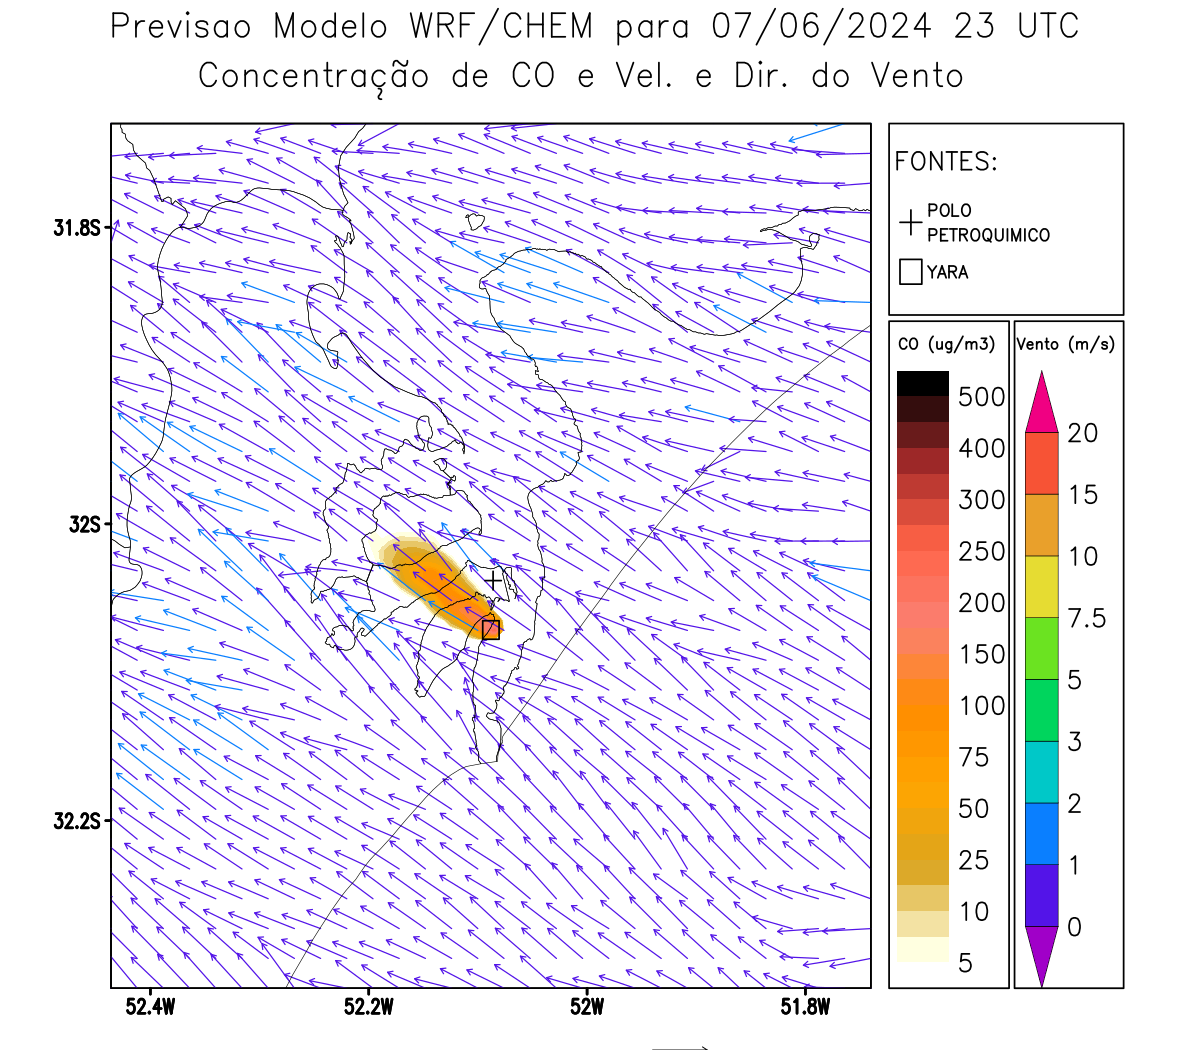 Previsao Modelo WRF/CHEM para 07/06/2024 23 UTC
Concentração de CO e Vel. e Dir. do Vento
FONTES:
POLO
PETROQUIMICO
YARA
CO (ug/m3)
500
400
300
250
200
150
100
75
50
25
10
5
Vento (m/s)
20
15
10
7.5
5
3
2
1
0
31.8S
32S
32.2S
52.4W
52.2W
52W
51.8W